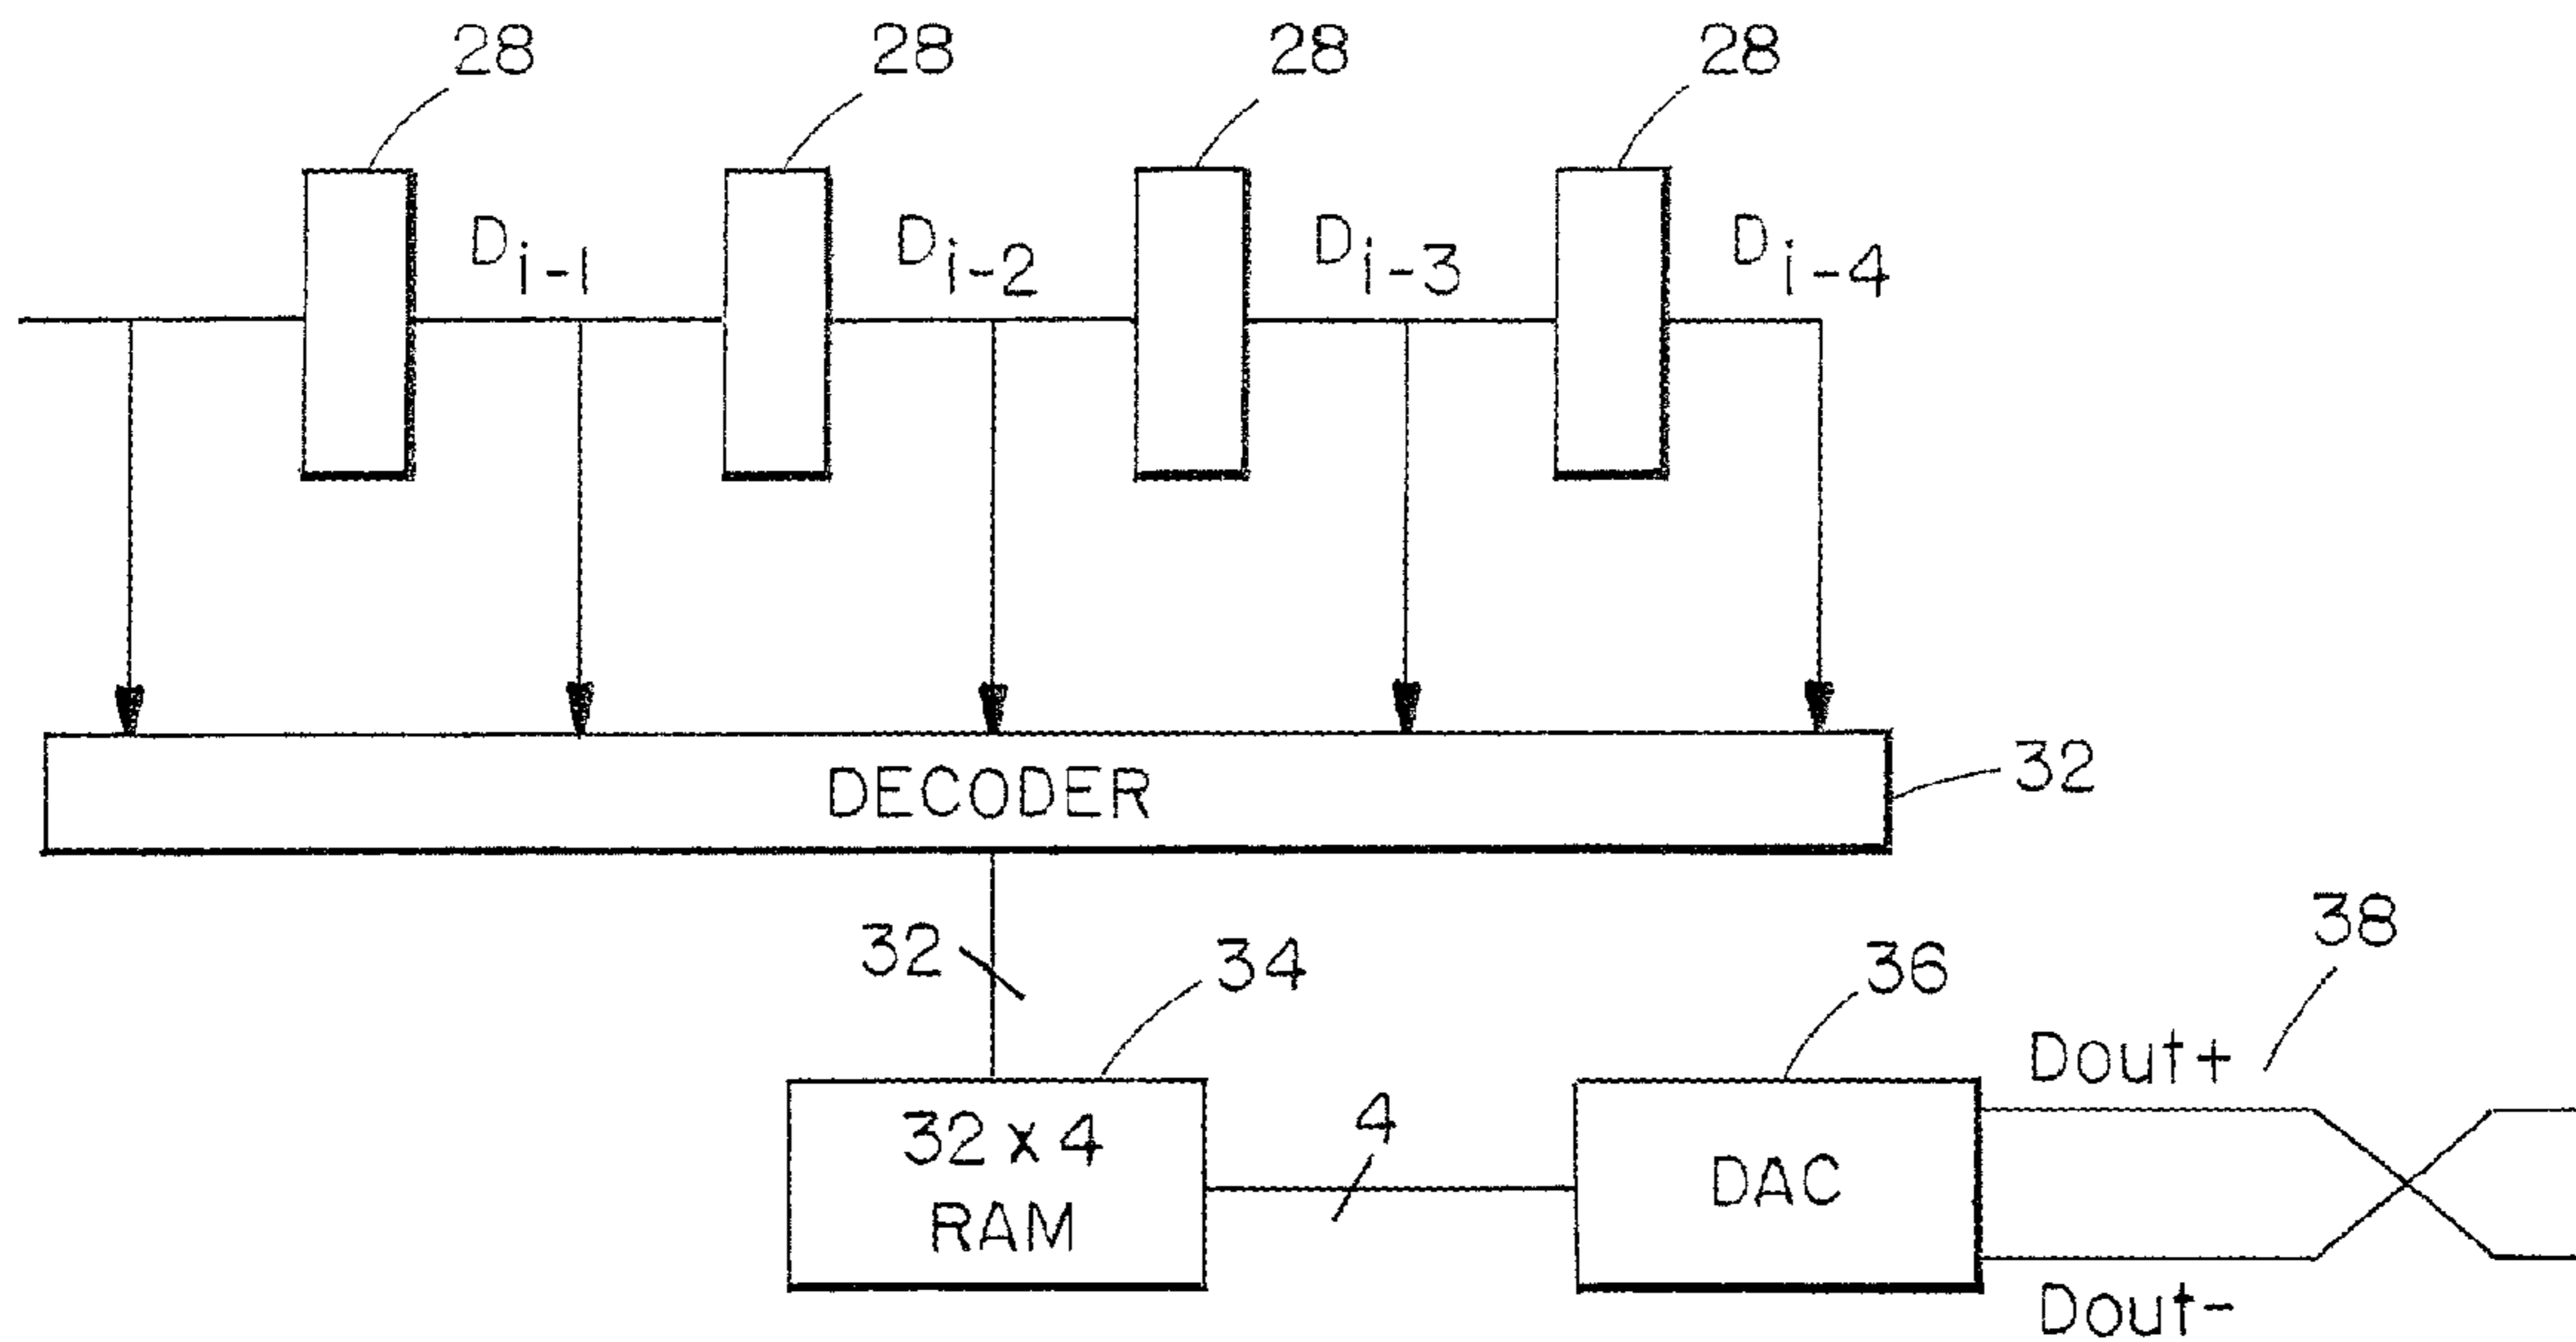 28 28 28 28
Di-1 Di-2 Di-3 Di-4
DECODER 32
32 34 36 38
Dout+
32 x 4
RAM
4
DAC
Dout-